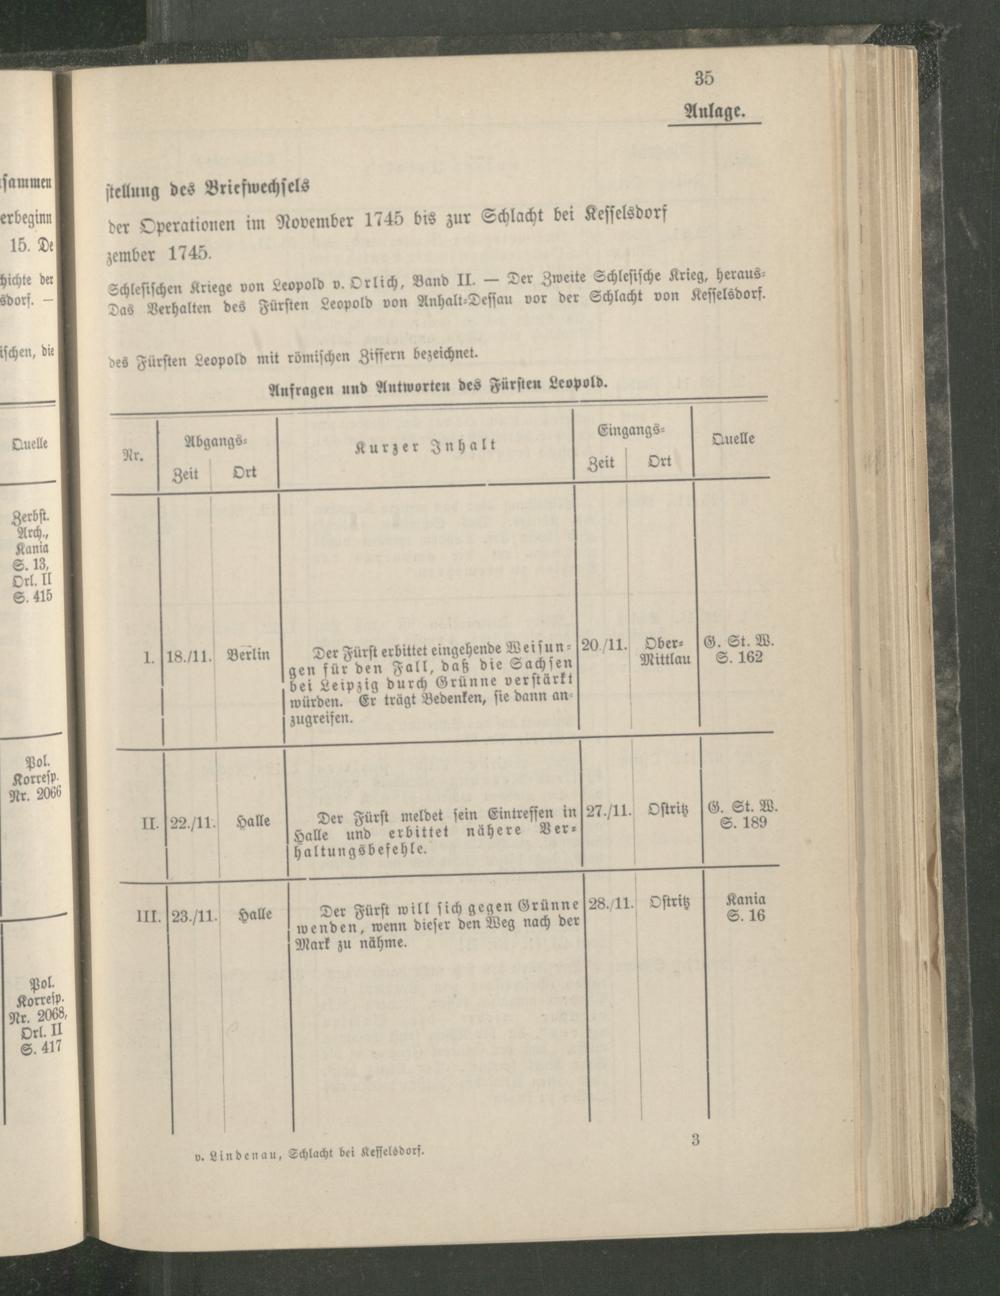 sammen
erbeginn
15. De
hichte der
sdorf. —
ischen, die
Quelle
Zerbst.
Arch.,
Kania
S. 13,
Orl. II
S. 415
Pol.
Korresp.
Nr. 2066
Pol.
Korresp.
Nr. 2068,
Orl. II
S. 417
35
Anlage.
stellung des Briefwechsels
der Operationen im November 1745 bis zur Schlacht bei Kesselsdorf
zember 1745.
Schlesischen Kriege von Leopold v. Orlich, Band II. — Der Zweite Schlesische Krieg, heraus-
Das Verhalten des Fürsten Leopold von Anhalt-Dessau vor der Schlacht von Kesselsdorf.
des Fürsten Leopold mit römischen Ziffern bezeichnet.
Anfragen und Antworten des Fürsten Leopold.
Nr. Abgangs- Kurzer Inhalt Eingangs- Quelle
Zeit Ort Zeit Ort
1. 18./11. Berlin Der Fürst erbittet eingehende Weisun- 20./11. Ober- G. St. W.
gen für den Fall, daß die Sachsen Mittlau S. 162
bei Leipzig durch Grünne verstärkt
würden. Er trägt Bedenken, sie dann an-
zugreifen.
II. 22./11. Halle Der Fürst meldet sein Eintreffen in 27./11. Ostritz G. St. W.
Halle und erbittet nähere Ver- S. 189
haltungsbefehle.
III. 23./11. Halle Der Fürst will sich gegen Grünne 28./11. Ostritz Kania
wenden, wenn dieser den Weg nach der S. 16
Mark zu nähme.
v. Lindenau, Schlacht bei Kesselsdorf. 3